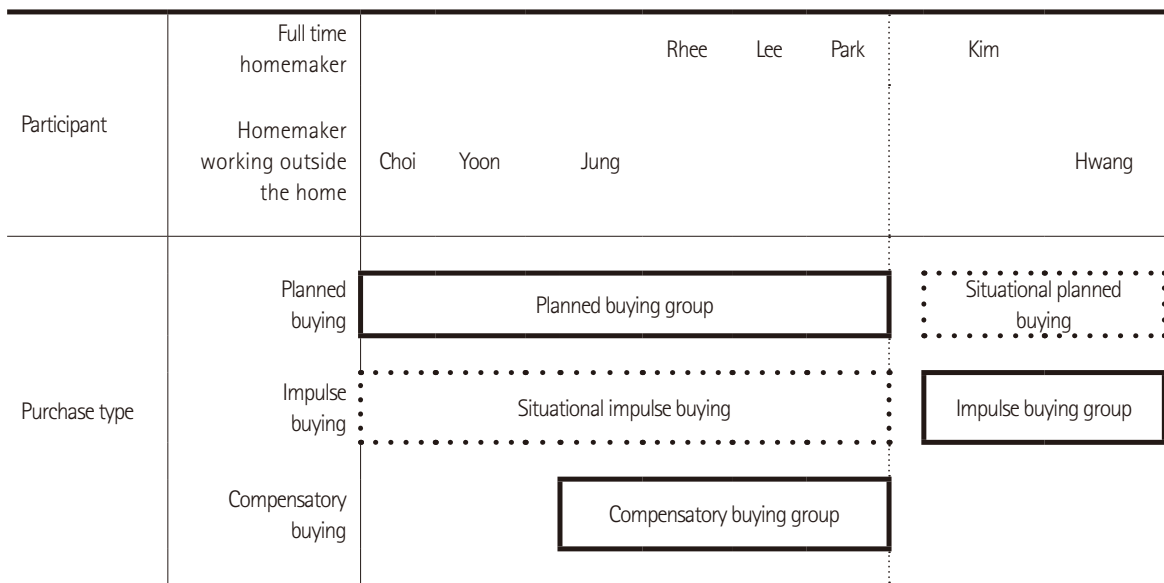 Full time
homemaker
Rhee Lee Park Kim
Participant
Homemaker
working outside
the home
Choi Yoon Jung Hwang
Planned
buying
Planned buying group
Situational planned
buying
Purchase type
Impulse
buying
Situational impulse buying
Impulse buying group
Compensatory
buying
Compensatory buying group